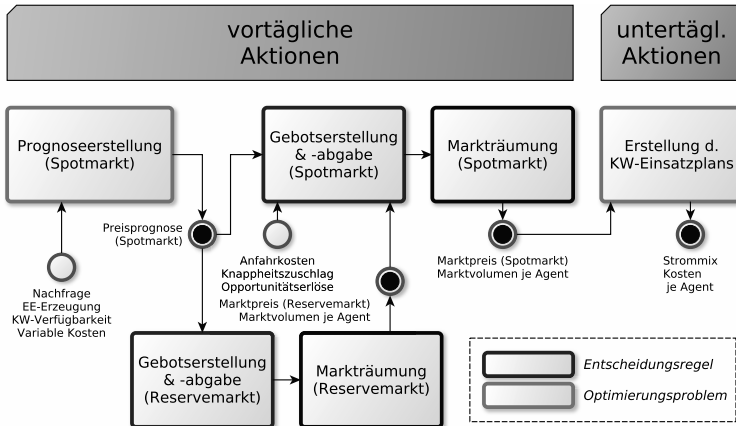 vortägliche
Aktionen
untertägl.
Aktionen
Prognoseerstellung
(Spotmarkt)
Gebotserstellung
& -abgabe
(Spotmarkt)
Markträumung
(Spotmarkt)
Erstellung d.
KW-Einsatzplans
Preisprognose
(Spotmarkt)
Nachfrage
EE-Erzeugung
KW-Verfügbarkeit
Variable Kosten
Anfahrkosten
Knappheitszuschlag
Opportunitätserlöse
Marktpreis (Reservemarkt)
Marktvolumen je Agent
Marktpreis (Spotmarkt)
Marktvolumen je Agent
Strommix
Kosten
je Agent
Gebotserstellung
& -abgabe
(Reservemarkt)
Markträumung
(Reservemarkt)
Entscheidungsregel
Optimierungsproblem